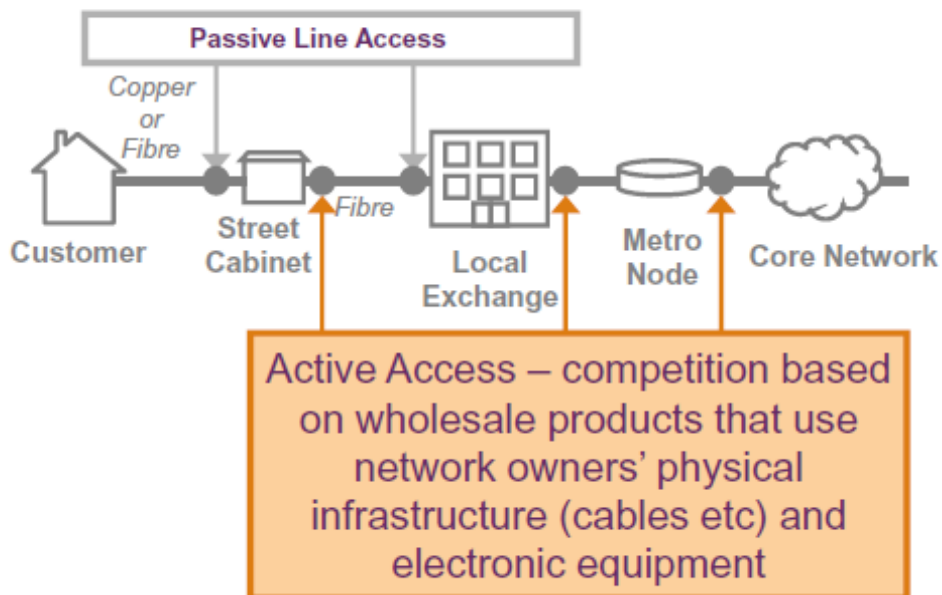 Passive Line Access
Copper
or
Fibre
Fibre
Customer
Street
Cabinet
Local
Exchange
Metro
Node
Core Network
Active Access – competition based
on wholesale products that use
network owners’ physical
infrastructure (cables etc) and
electronic equipment